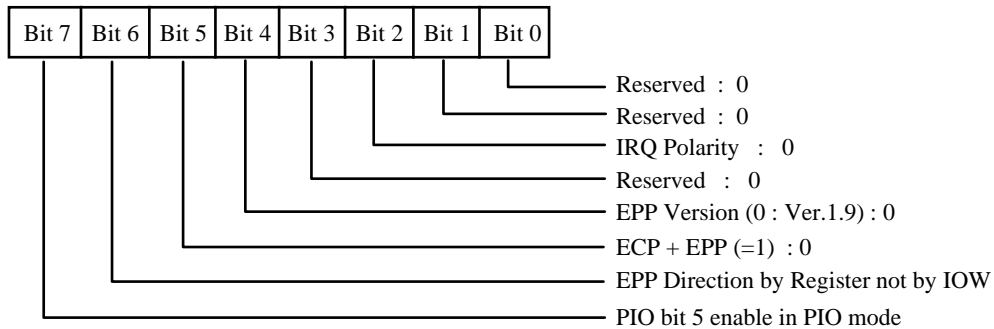 Bit 7 Bit 6 Bit 5 Bit 4 Bit 3 Bit 2 Bit 1 Bit 0
Reserved : 0
Reserved : 0
IRQ Polarity : 0
Reserved : 0
EPP Version (0 : Ver.1.9) : 0
ECP + EPP (=1) : 0
EPP Direction by Register not by IOW
PIO bit 5 enable in PIO mode